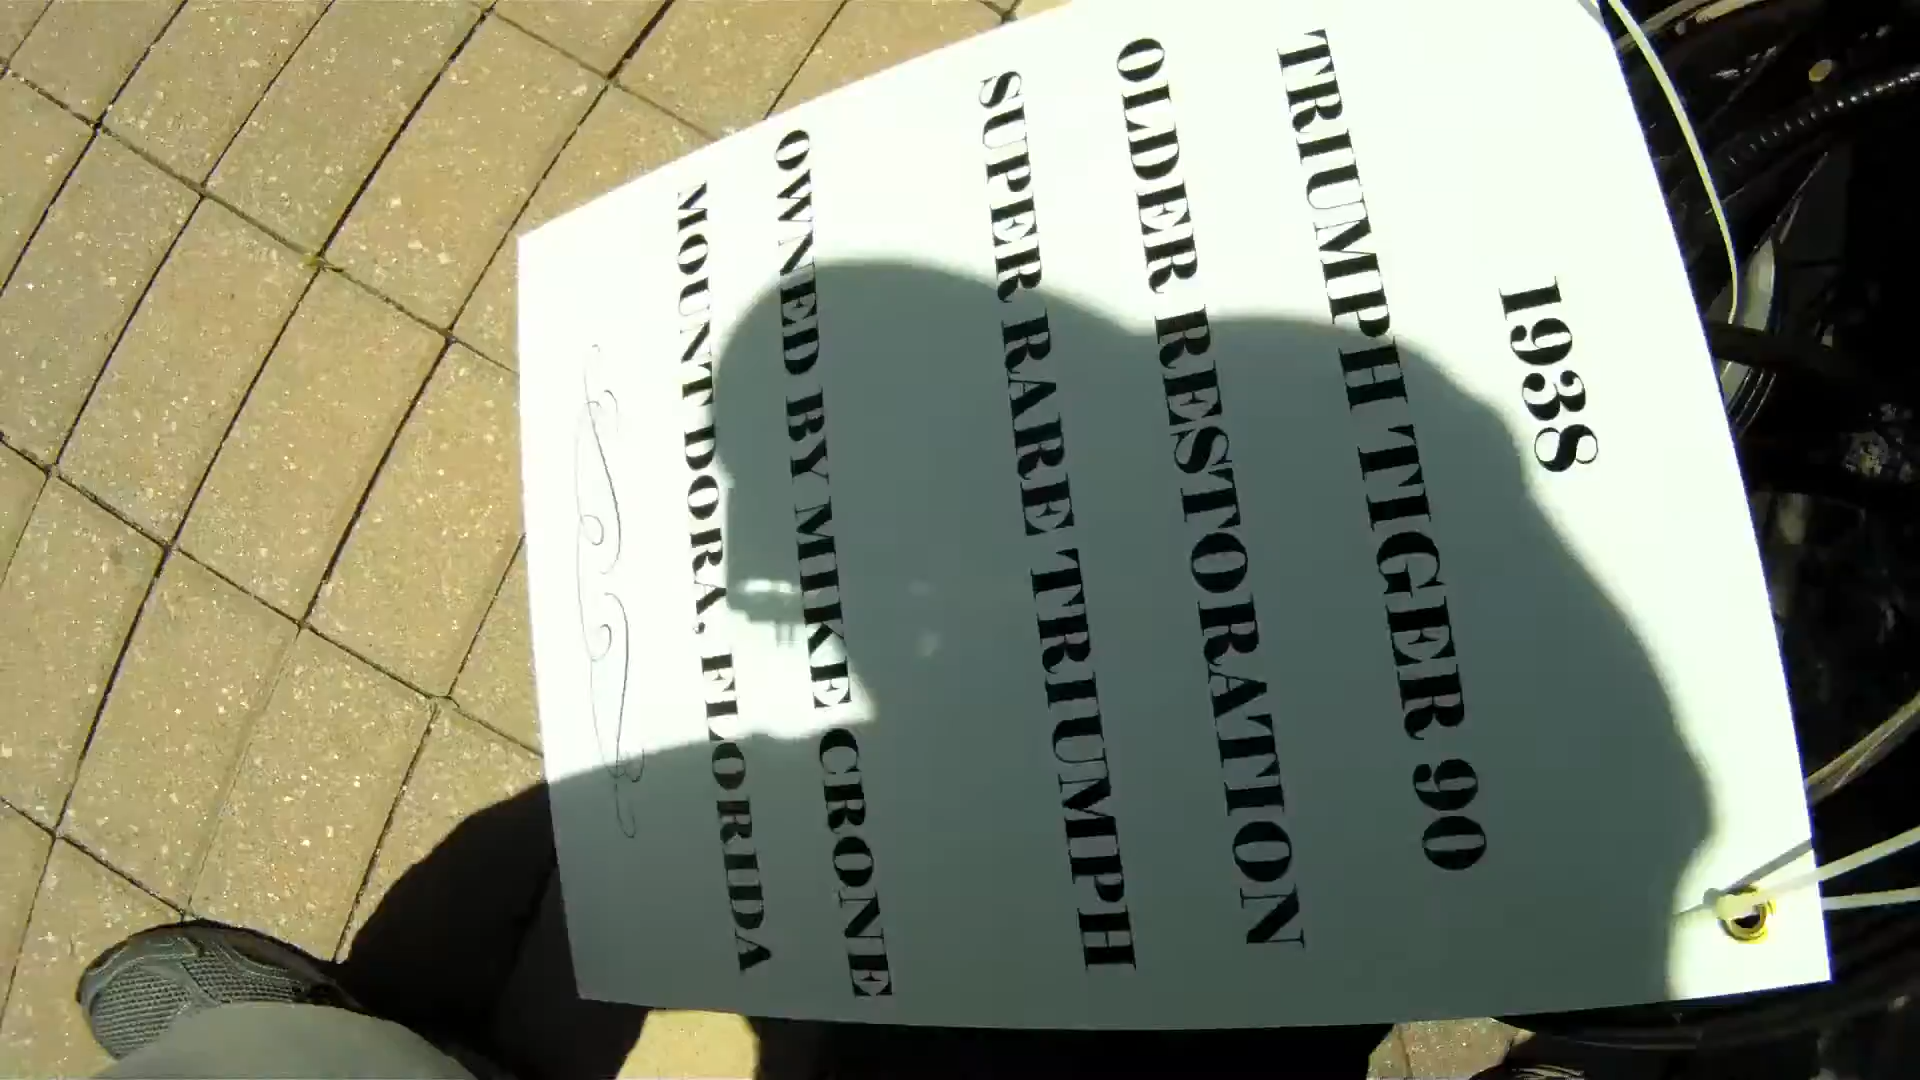 1938
TRIUMPH TIGER 90
OLDER RESTORATION
SUPER RARE TRIUMPH
OWNED BY MIKE CRONE
MOUNT DORA, FLORIDA